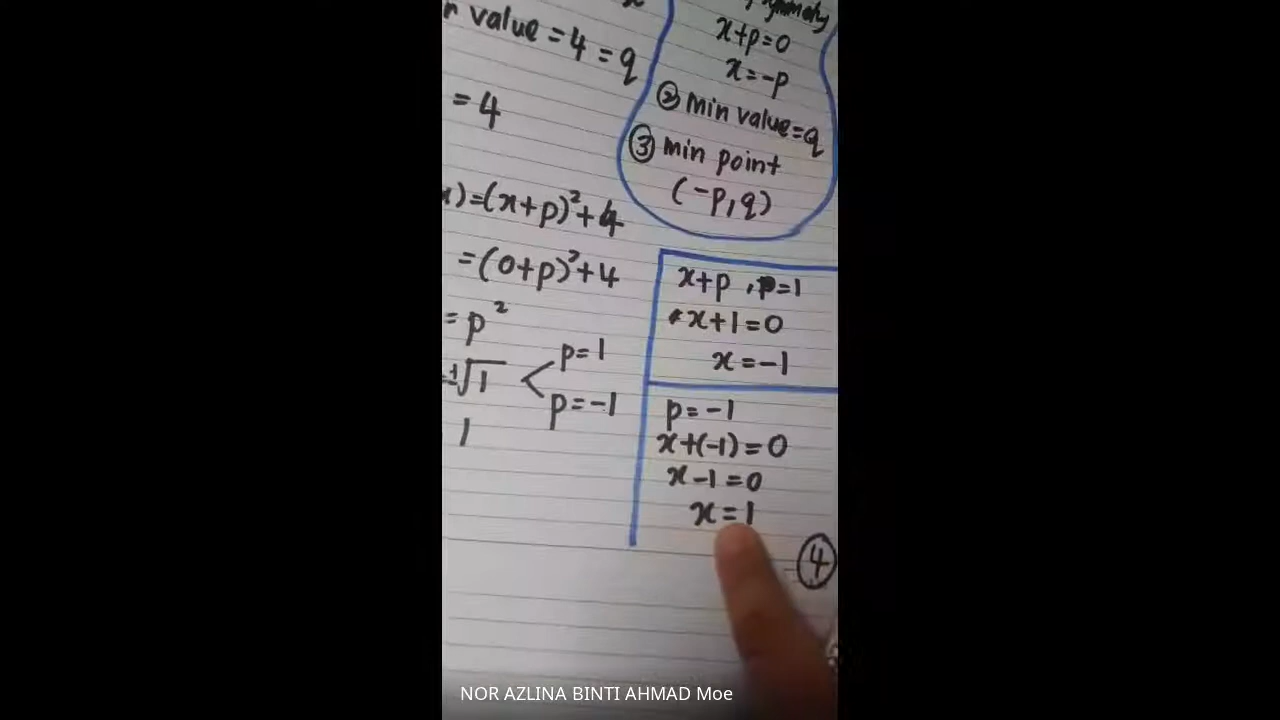 r value = 4 = q
= 4
x) = (x+p)²+4
= (0+p)²+4
= p²
= ±√1
p = 1
p = -1
1
symmetry
x+p=0
x=-p
② min value = q
③ min point
(-p, q)
x+p , p=1
x+1=0
x = -1
p = -1
x+(-1) = 0
x-1 = 0
x = 1
④
NOR AZLINA BINTI AHMAD Moe